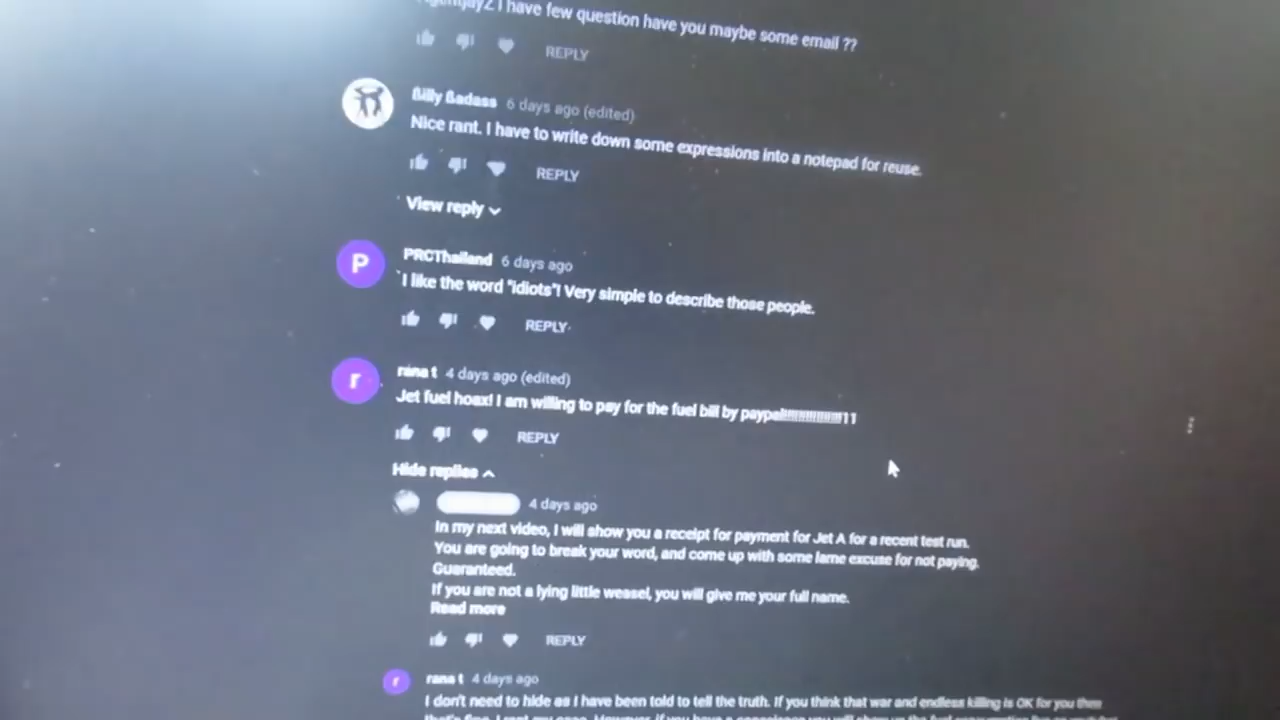 I have few question have you maybe some email ??
REPLY
Billy Badass 6 days ago (edited)
Nice rant. I have to write down some expressions into a notepad for reuse.
REPLY
View reply
P
PRCThailand 6 days ago
I like the word "idiots"! Very simple to describe those people.
REPLY
r
rana t 4 days ago (edited)
Jet fuel hoax! I am willing to pay for the fuel bill by paypal!!!!!!!!!!!!!!!!11
REPLY
Hide replies
4 days ago
In my next video, I will show you a receipt for payment for Jet A for a recent test run.
You are going to break your word, and come up with some lame excuse for not paying.
Guaranteed.
If you are not a lying little weasel, you will give me your full name.
Read more
REPLY
r
rana t 4 days ago
I don't need to hide as I have been told to tell the truth. If you think that war and endless killing is OK for you then